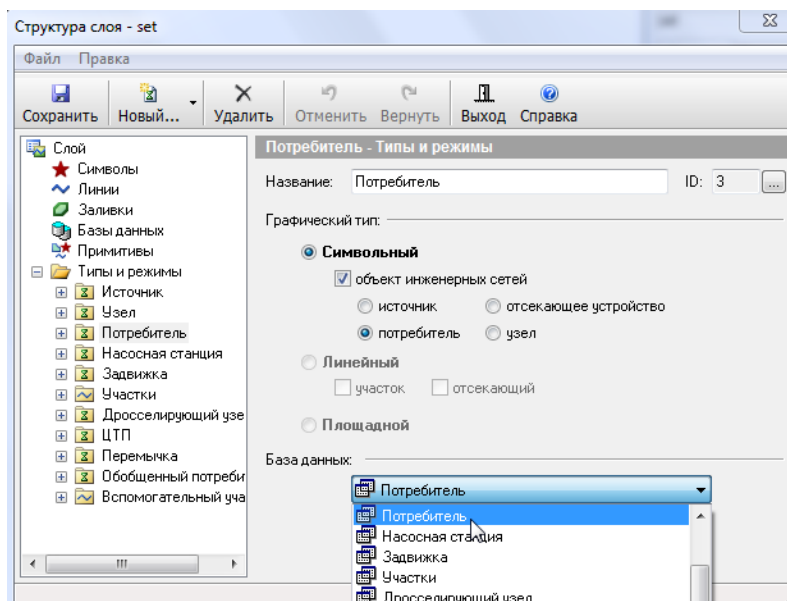 Структура слоя - set
Файл Правка
Сохранить Новый... Удалить Отменить Вернуть Выход Справка
Слой
Символы
Линии
Заливки
Базы данных
Примитивы
Типы и режимы
Источник
Узел
Потребитель
Насосная станция
Задвижка
Участки
Дросселирующий узе
ЦТП
Перемычка
Обобщенный потреби
Вспомогательный уча
Потребитель - Типы и режимы
Название: Потребитель ID: 3 ...
Графический тип:
Символьный
объект инженерных сетей
источник отсекающее устройство
потребитель узел
Линейный
участок отсекающий
Площадной
База данных:
Потребитель
Потребитель
Насосная станция
Задвижка
Участки
Дросселирующий узел